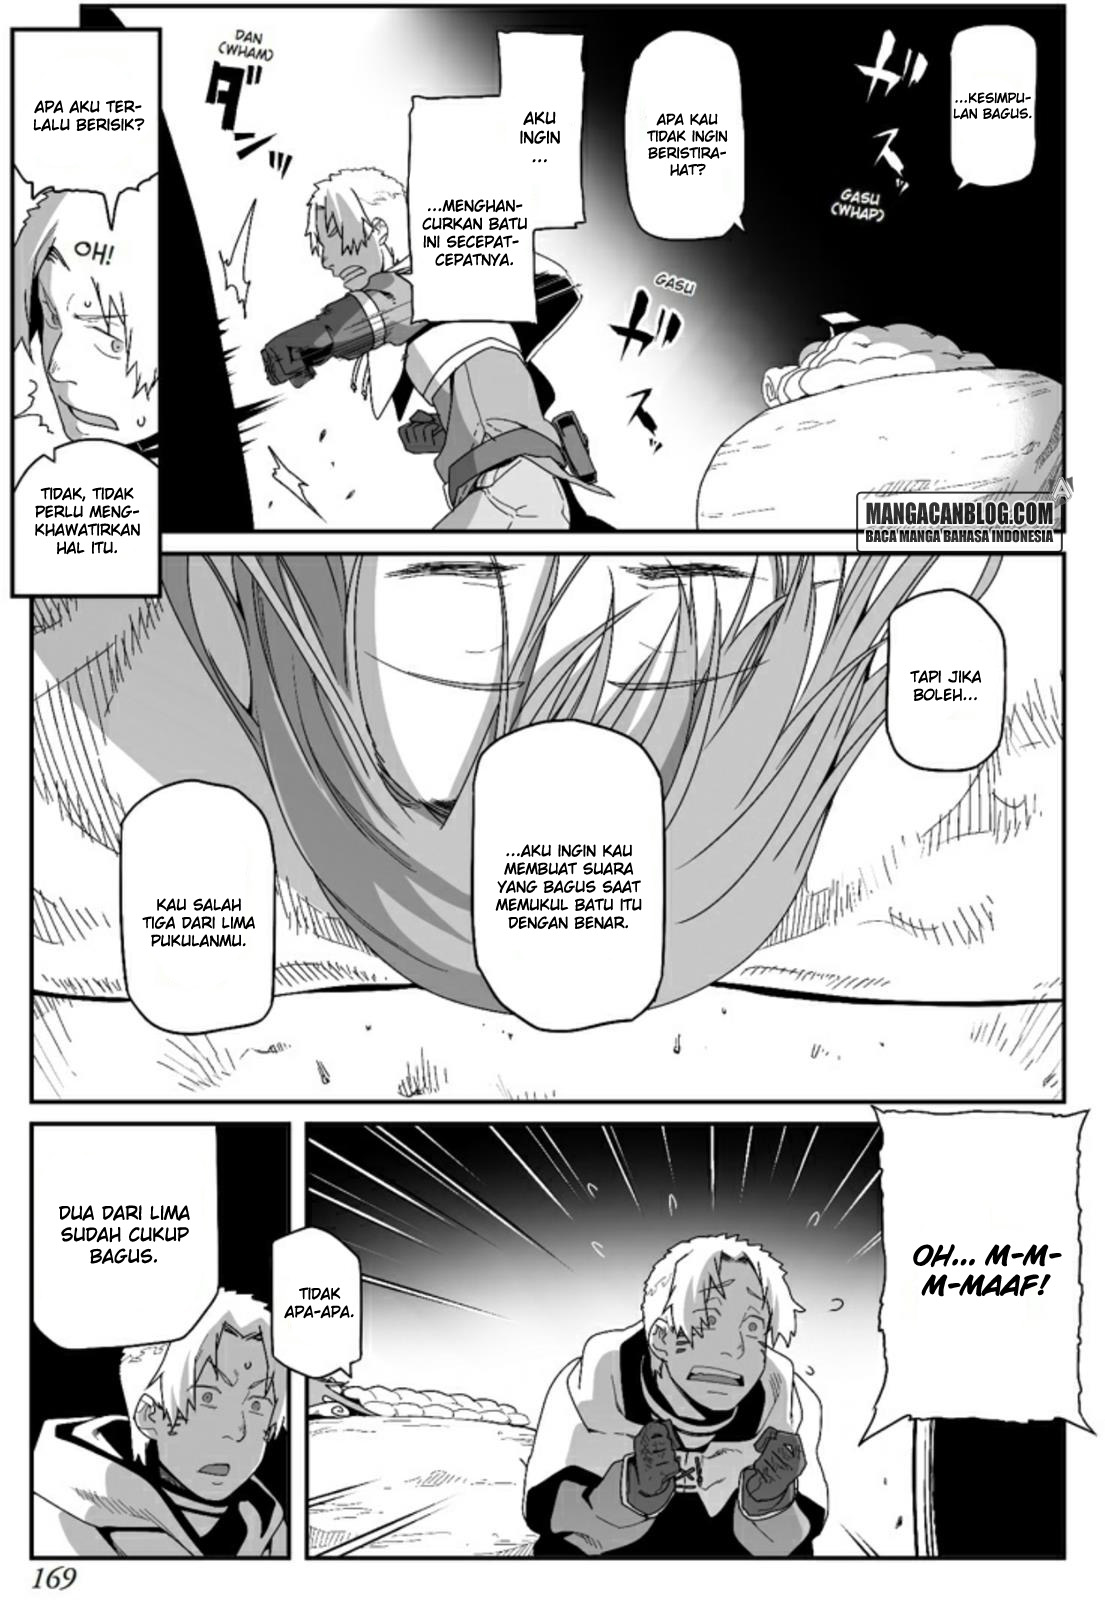 ...KESIMPU-
LAN BAGUS.
APA KAU
TIDAK INGIN
BERISTIRA-
HAT?
AKU
INGIN
...
...MENGHAN-
CURKAN BATU
INI SECEPAT-
CEPATNYA.
GASU
(WHAP)
ガ
ス
GASU
ガ
ス
DAN
(WHAM)
ダン
APA AKU TER-
LALU BERISIK?
OH!
TIDAK, TIDAK
PERLU MENG-
KHAWATIRKAN
HAL ITU.
MANGACANBLOG.COM
BACA MANGA BAHASA INDONESIA
TAPI JIKA
BOLEH...
...AKU INGIN KAU
MEMBUAT SUARA
YANG BAGUS SAAT
MEMUKUL BATU ITU
DENGAN BENAR.
KAU SALAH
TIGA DARI LIMA
PUKULANMU.
OH... M-M-
M-MAAF!
TIDAK
APA-APA.
DUA DARI LIMA
SUDAH CUKUP
BAGUS.
169